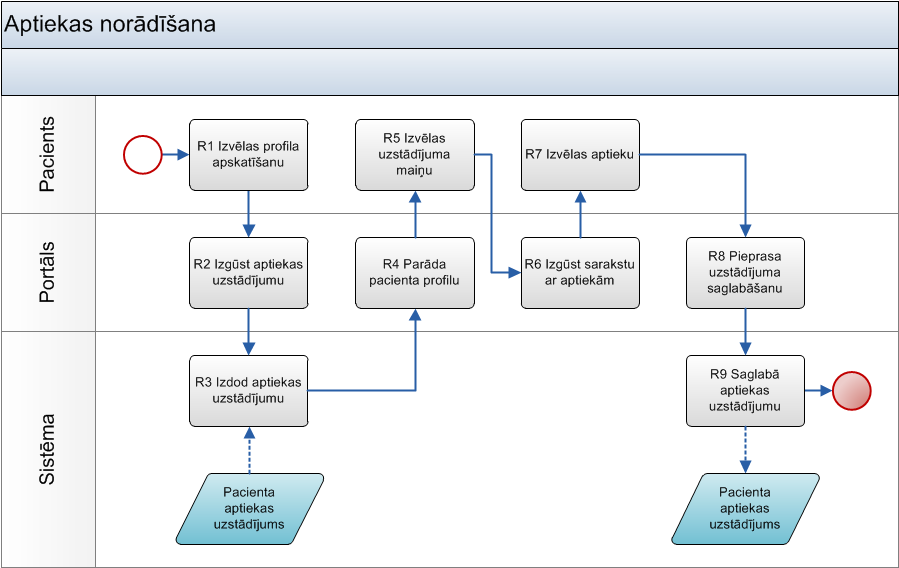 Aptiekas norādīšana
Pacients
R1 Izvēlas profila
apskatīšanu
R5 Izvēlas
uzstādījuma
maiņu
R7 Izvēlas aptieku
Portāls
R2 Izgūst aptiekas
uzstādījumu
R4 Parāda
pacienta profilu
R6 Izgūst sarakstu
ar aptiekām
R8 Pieprasa
uzstādījuma
saglabāšanu
Sistēma
R3 Izdod aptiekas
uzstādījumu
R9 Saglabā
aptiekas
uzstādījumu
Pacienta
aptiekas
uzstādījums
Pacienta
aptiekas
uzstādījums